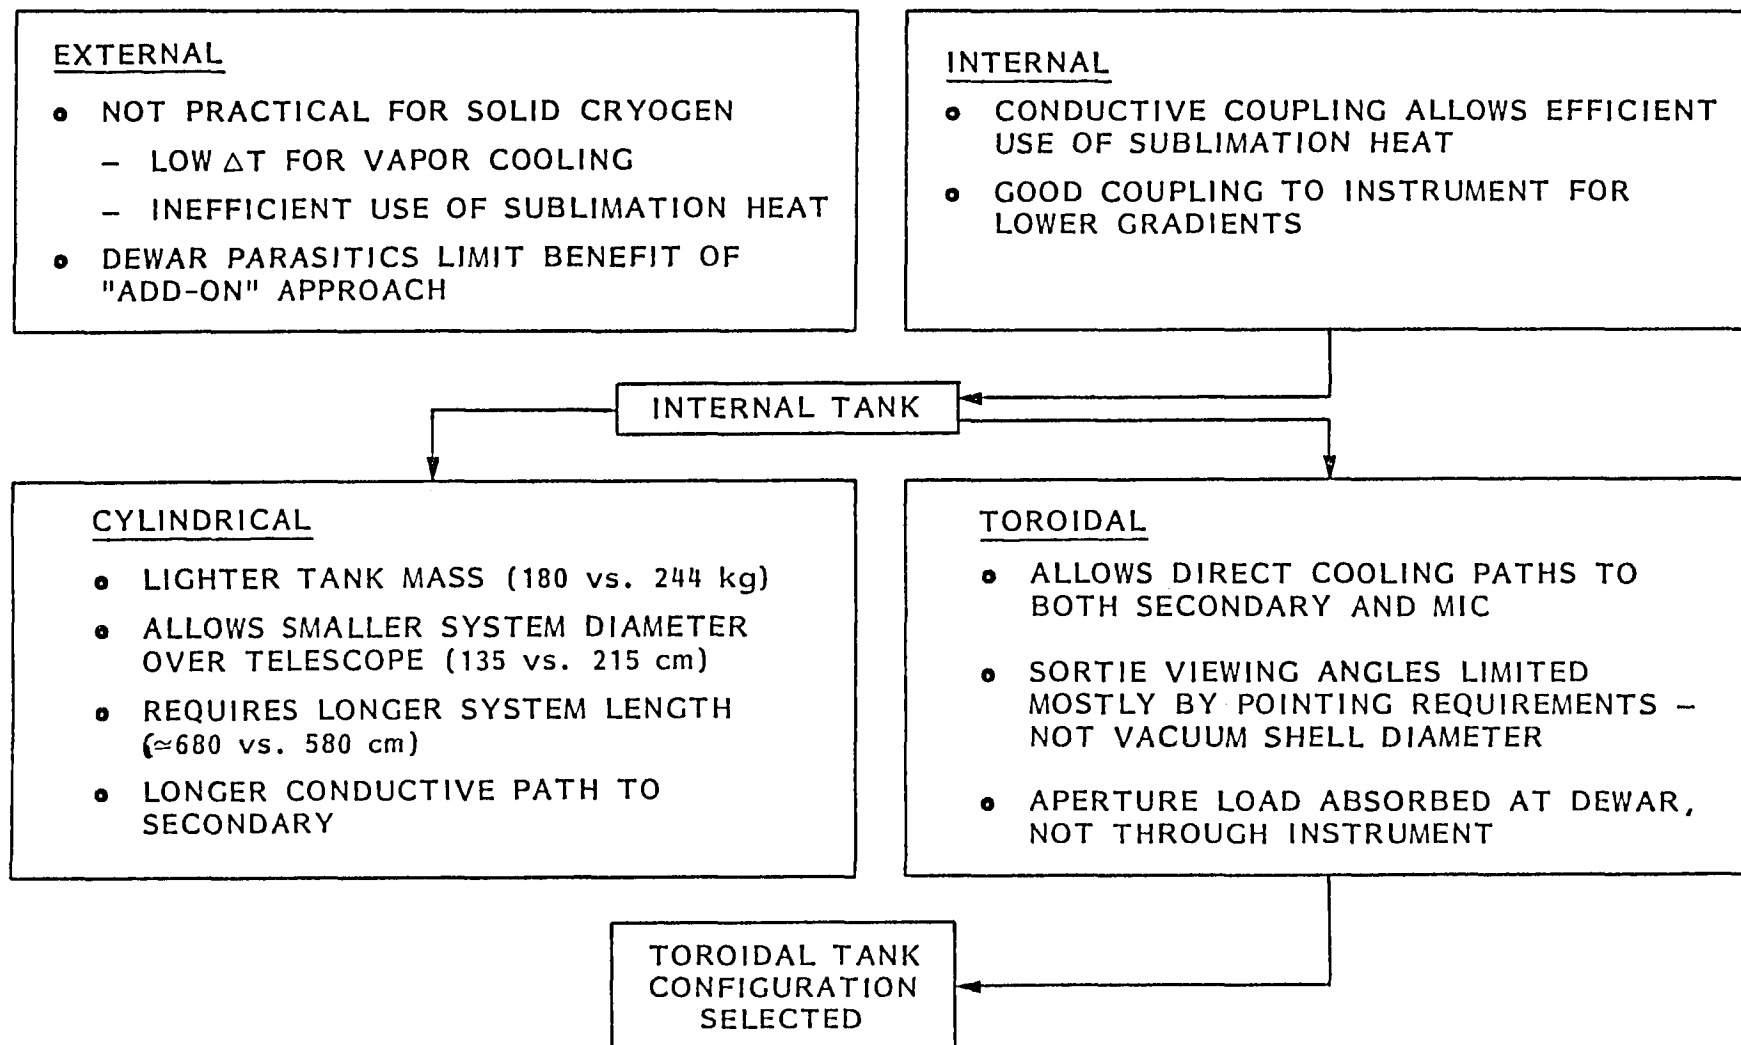 EXTERNAL
• NOT PRACTICAL FOR SOLID CRYOGEN
– LOW ΔT FOR VAPOR COOLING
– INEFFICIENT USE OF SUBLIMATION HEAT
• DEWAR PARASITICS LIMIT BENEFIT OF
"ADD-ON" APPROACH
INTERNAL
• CONDUCTIVE COUPLING ALLOWS EFFICIENT
USE OF SUBLIMATION HEAT
• GOOD COUPLING TO INSTRUMENT FOR
LOWER GRADIENTS
INTERNAL TANK
CYLINDRICAL
• LIGHTER TANK MASS (180 vs. 244 kg)
• ALLOWS SMALLER SYSTEM DIAMETER
OVER TELESCOPE (135 vs. 215 cm)
• REQUIRES LONGER SYSTEM LENGTH
(≃680 vs. 580 cm)
• LONGER CONDUCTIVE PATH TO
SECONDARY
TOROIDAL
• ALLOWS DIRECT COOLING PATHS TO
BOTH SECONDARY AND MIC
• SORTIE VIEWING ANGLES LIMITED
MOSTLY BY POINTING REQUIREMENTS –
NOT VACUUM SHELL DIAMETER
• APERTURE LOAD ABSORBED AT DEWAR,
NOT THROUGH INSTRUMENT
TOROIDAL TANK
CONFIGURATION
SELECTED